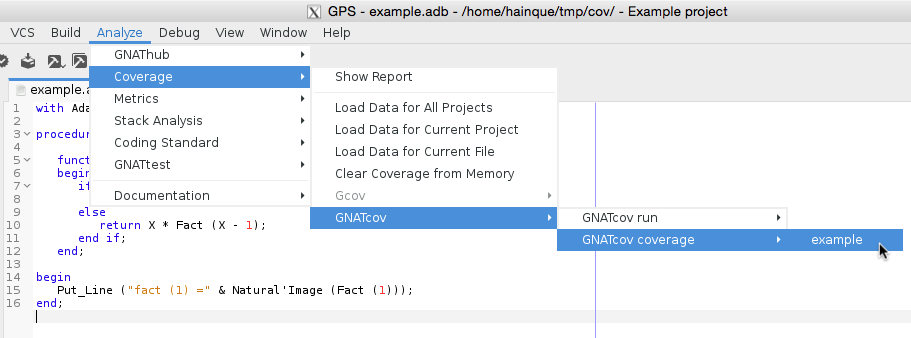 GPS - example.adb - /home/hainque/tmp/cov/ - Example project
VCS Build Analyze Debug View Window Help
example.a
GNAThub
Coverage
Metrics
Stack Analysis
Coding Standard
GNATtest
Documentation
Show Report
Load Data for All Projects
Load Data for Current Project
Load Data for Current File
Clear Coverage from Memory
Gcov
GNATcov
GNATcov run
GNATcov coverage
example
1 with Ada
2
3 procedur
4
5 funct
6 begin
7 if
8
9 else
10 return X * Fact (X - 1);
11 end if;
12 end;
13
14 begin
15 Put_Line ("fact (1) =" & Natural'Image (Fact (1)));
16 end;